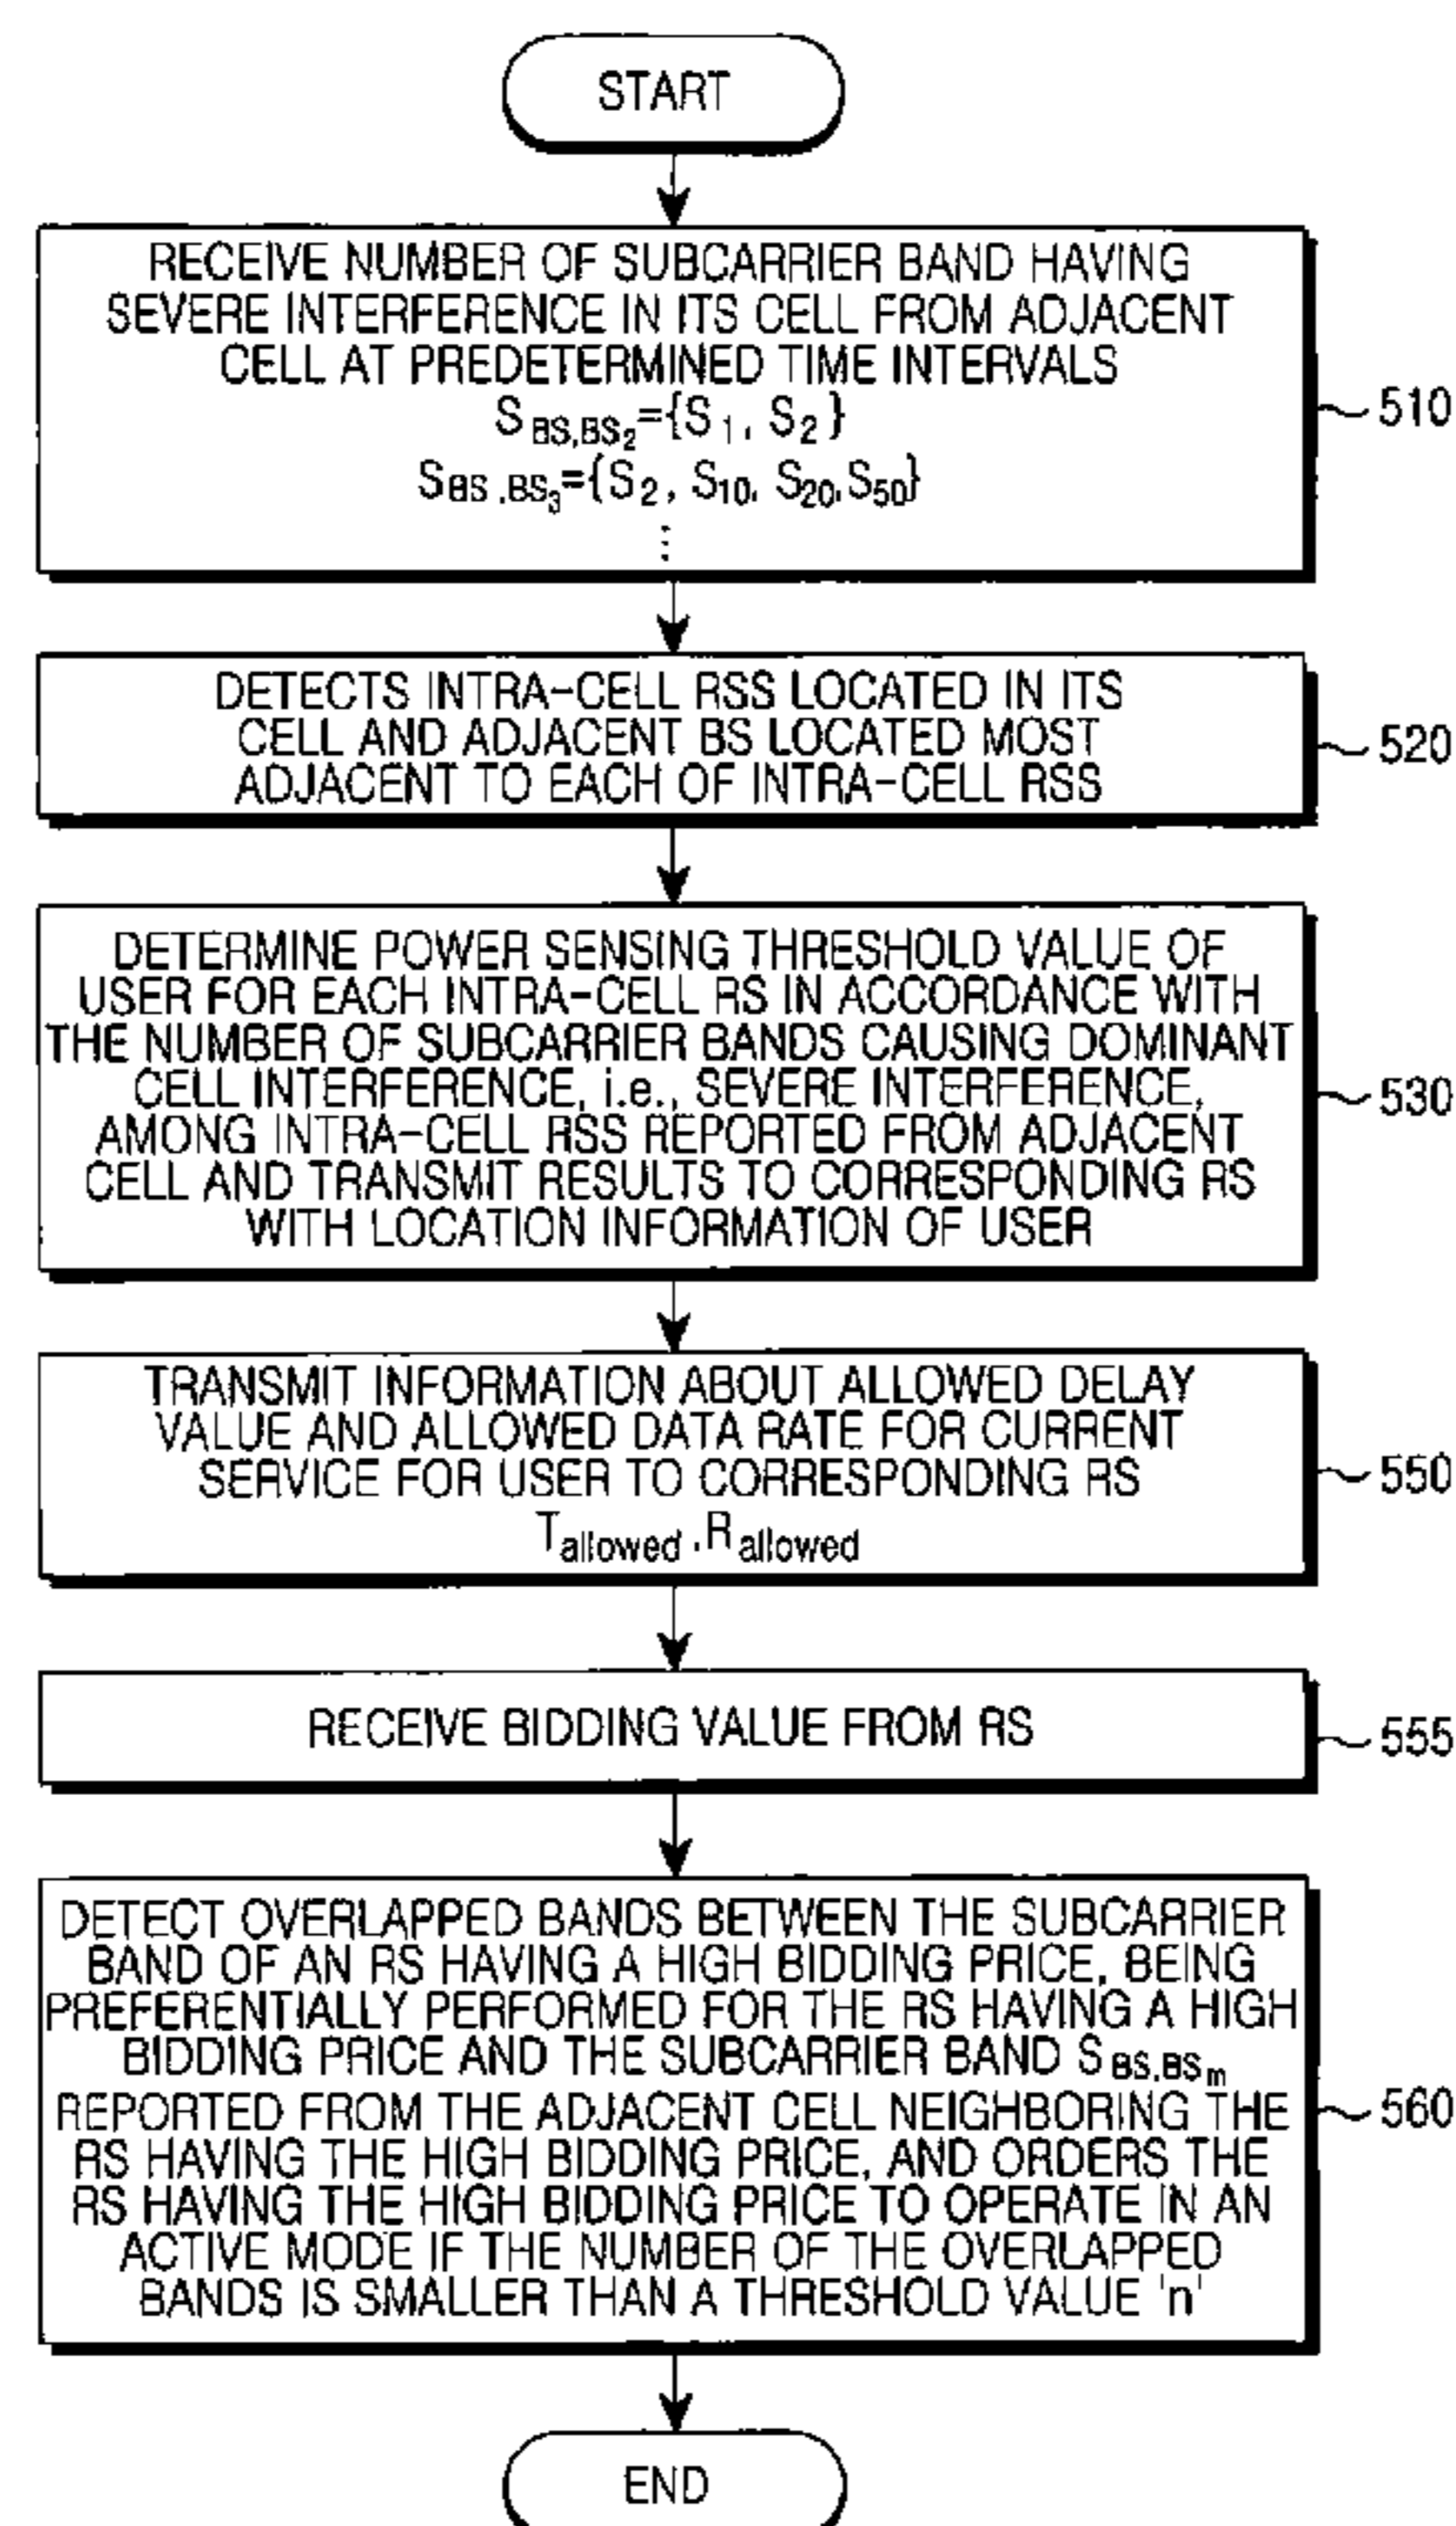 START
RECEIVE NUMBER OF SUBCARRIER BAND HAVING
SEVERE INTERFERENCE IN ITS CELL FROM ADJACENT
CELL AT PREDETERMINED TIME INTERVALS
S BS,BS2={S1, S2}
S BS,BS3={S2, S10, S20,S50}
⋮
510
DETECTS INTRA-CELL RSS LOCATED IN ITS
CELL AND ADJACENT BS LOCATED MOST
ADJACENT TO EACH OF INTRA-CELL RSS
520
DETERMINE POWER SENSING THRESHOLD VALUE OF
USER FOR EACH INTRA-CELL RS IN ACCORDANCE WITH
THE NUMBER OF SUBCARRIER BANDS CAUSING DOMINANT
CELL INTERFERENCE, i.e., SEVERE INTERFERENCE,
AMONG INTRA-CELL RSS REPORTED FROM ADJACENT
CELL AND TRANSMIT RESULTS TO CORRESPONDING RS
WITH LOCATION INFORMATION OF USER
530
TRANSMIT INFORMATION ABOUT ALLOWED DELAY
VALUE AND ALLOWED DATA RATE FOR CURRENT
SERVICE FOR USER TO CORRESPONDING RS
Tallowed ,Rallowed
550
RECEIVE BIDDING VALUE FROM RS
555
DETECT OVERLAPPED BANDS BETWEEN THE SUBCARRIER
BAND OF AN RS HAVING A HIGH BIDDING PRICE, BEING
PREFERENTIALLY PERFORMED FOR THE RS HAVING A HIGH
BIDDING PRICE AND THE SUBCARRIER BAND S BS,BSm
REPORTED FROM THE ADJACENT CELL NEIGHBORING THE
RS HAVING THE HIGH BIDDING PRICE, AND ORDERS THE
RS HAVING THE HIGH BIDDING PRICE TO OPERATE IN AN
ACTIVE MODE IF THE NUMBER OF THE OVERLAPPED
BANDS IS SMALLER THAN A THRESHOLD VALUE 'n'
560
END